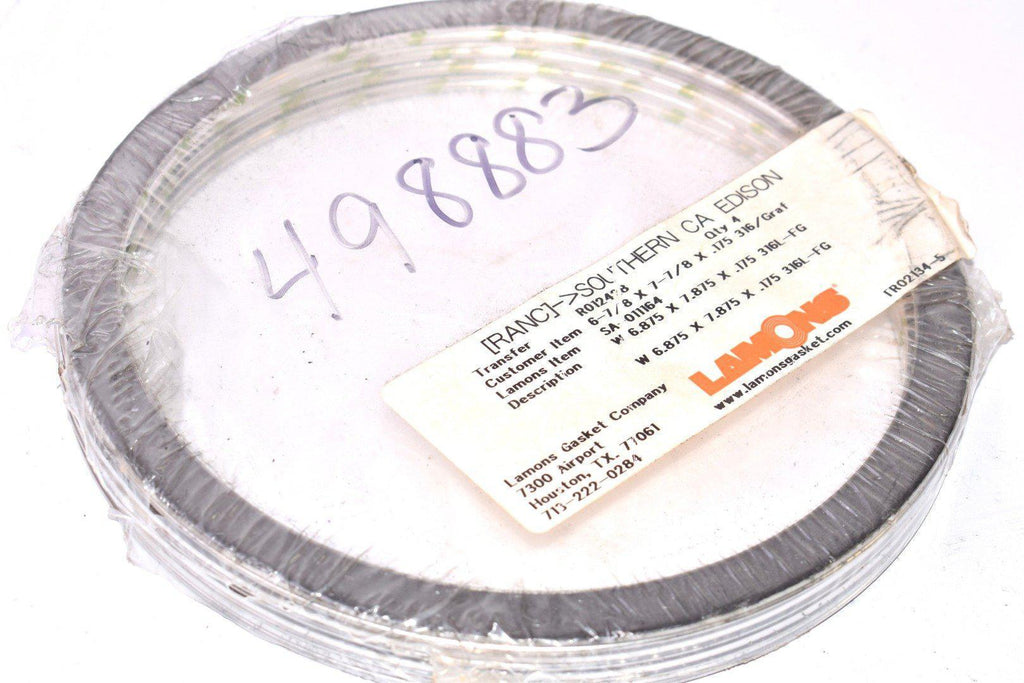 498883
[RANC]->SOUTHERN CA EDISON
Transfer Qty 4
Customer Item 6-7/8 X 7-7/8 X .175 316/Graf
Lamons Item SA-011164
Description W 6.875 X 7.875 X .175 316L-FG
W 6.875 X 7.875 X .175 316L-FG
LAMONS
www.lamonsgasket.com
Lamons Gasket Company
7300 Airport
Houston, TX. 77061
713-222-0284